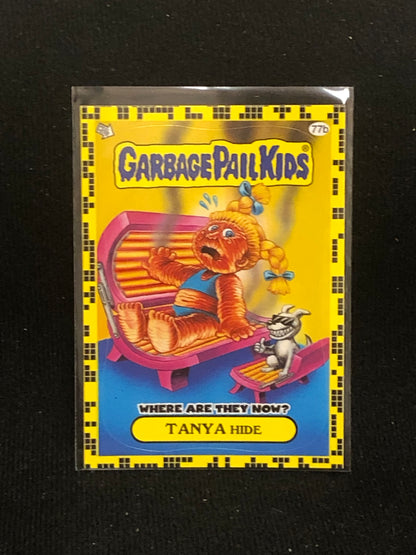 77b
GARBAGE PAIL KIDS®
WHERE ARE THEY NOW?
TANYA HIDE